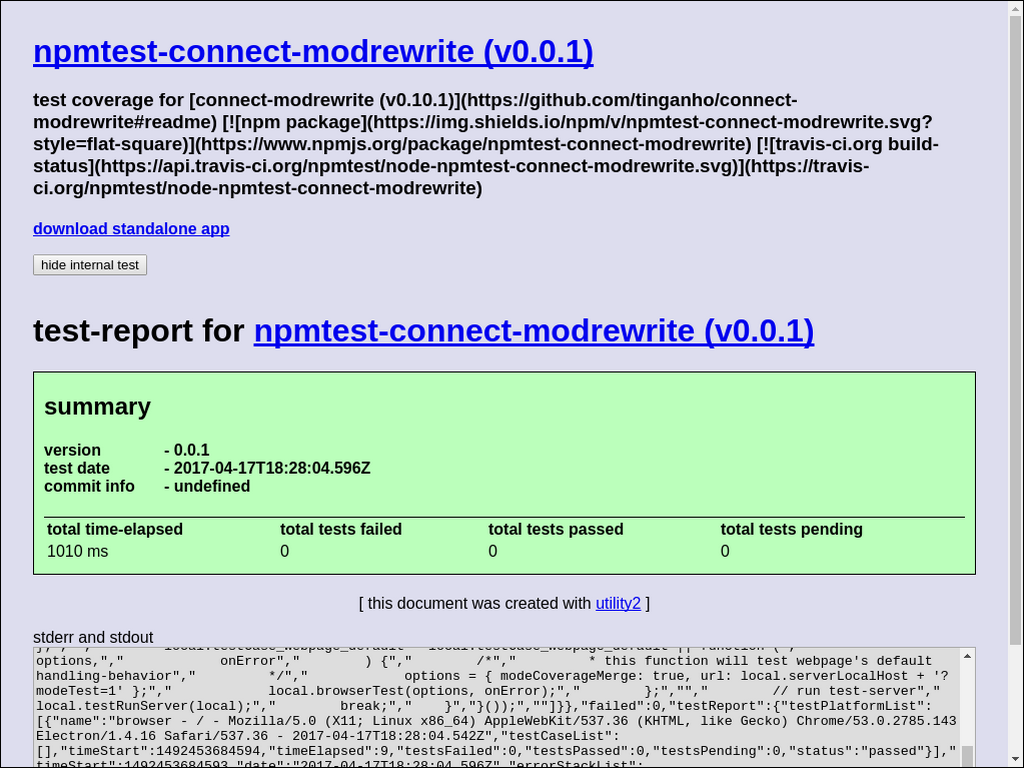 npmtest-connect-modrewrite (v0.0.1)
test coverage for [connect-modrewrite (v0.10.1)](https://github.com/tinganho/connect-
modrewrite#readme) [![npm package](https://img.shields.io/npm/v/npmtest-connect-modrewrite.svg?
style=flat-square)](https://www.npmjs.org/package/npmtest-connect-modrewrite) [![travis-ci.org build-
status](https://api.travis-ci.org/npmtest/node-npmtest-connect-modrewrite.svg)](https://travis-
ci.org/npmtest/node-npmtest-connect-modrewrite)
download standalone app
hide internal test
test-report for npmtest-connect-modrewrite (v0.0.1)
summary
version - 0.0.1
test date - 2017-04-17T18:28:04.596Z
commit info - undefined
total time-elapsed total tests failed total tests passed total tests pending
1010 ms 0 0 0
[ this document was created with utility2 ]
stderr and stdout
options,","            onError","        ) {","        /*","         * this function will test webpage's default
handling-behavior","         */","            options = { modeCoverageMerge: true, url: local.serverLocalHost + '?
modeTest=1' };","            local.browserTest(options, onError);","        };","","        // run test-server","
local.testRunServer(local);","        break;","    }","}());",""]}},"failed":0,"testReport":{"testPlatformList":
[{"name":"browser - / - Mozilla/5.0 (X11; Linux x86_64) AppleWebKit/537.36 (KHTML, like Gecko) Chrome/53.0.2785.143
Electron/1.4.16 Safari/537.36 - 2017-04-17T18:28:04.542Z","testCaseList":
[],"timeStart":1492453684594,"timeElapsed":9,"testsFailed":0,"testsPassed":0,"testsPending":0,"status":"passed"}],"
timeStart":1492453684593,"date":"2017-04-17T18:28:04.596Z","errorStackList":